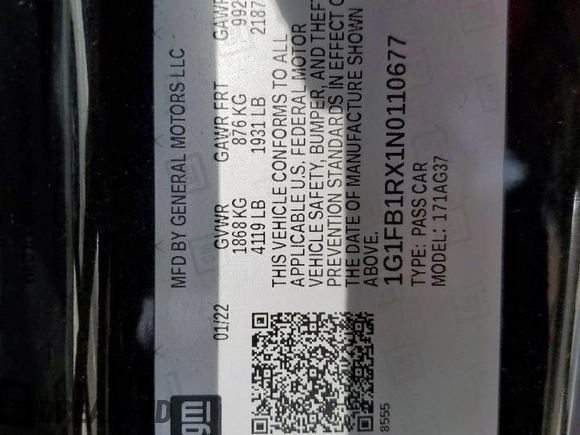 MFD BY GENERAL MOTORS LLC
01/22
GVWR
1868 KG
4119 LB
GAWR FRT
876 KG
1931 LB
GAWR
992
2187
THIS VEHICLE CONFORMS TO ALL
APPLICABLE U.S. FEDERAL MOTOR
VEHICLE SAFETY, BUMPER, AND THEFT
PREVENTION STANDARDS IN EFFECT
THE DATE OF MANUFACTURE SHOWN
ABOVE.
1G1FB1RX1N0110677
TYPE: PASS CAR
MODEL: 171AG37
8555
gm